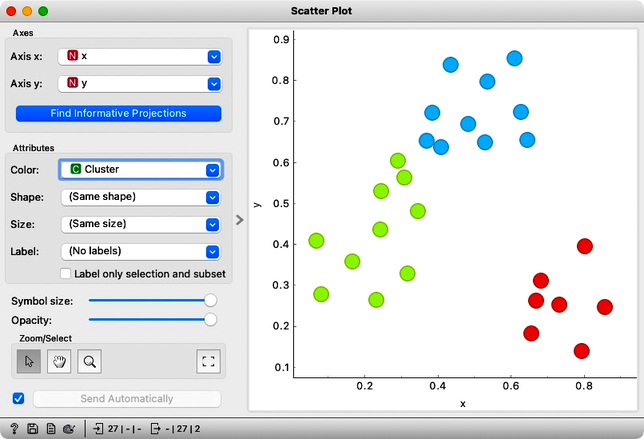 Scatter Plot
Axes
Axis x: N x
Axis y: N y
Find Informative Projections
Attributes
Color: C Cluster
Shape: (Same shape)
Size: (Same size)
Label: (No labels)
Label only selection and subset
Symbol size:
Opacity:
Zoom/Select
Send Automatically
? 27 | - | - - | 27 | 2
0.9
0.8
0.7
0.6
0.5
0.4
0.3
0.2
0.1
y
0.2 0.4 0.6 0.8
x